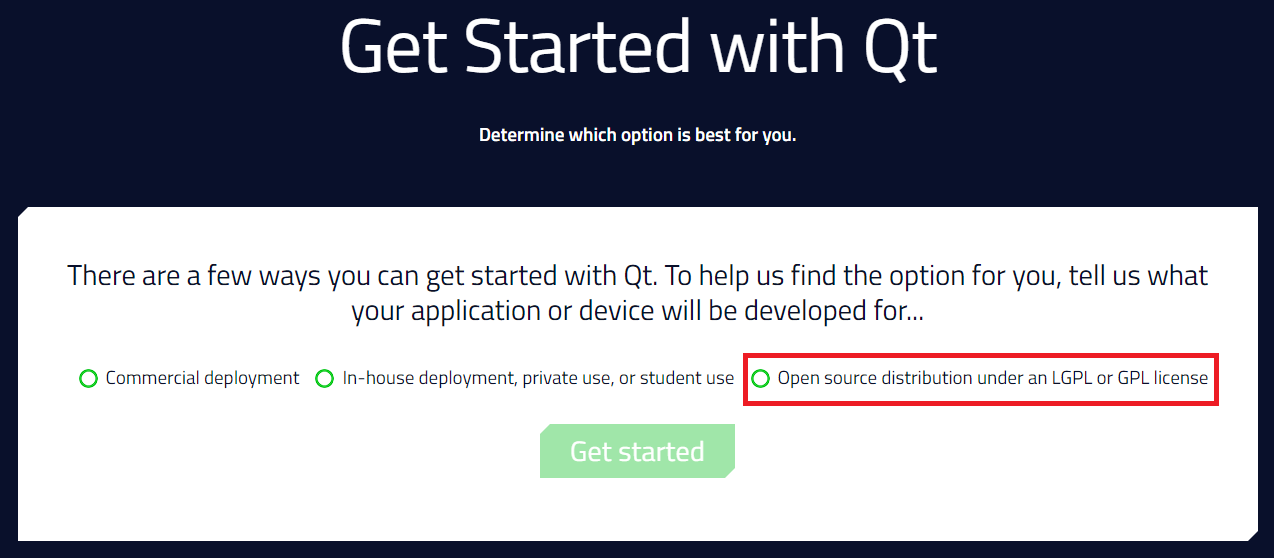 Get Started with Qt
Determine which option is best for you.
There are a few ways you can get started with Qt. To help us find the option for you, tell us what
your application or device will be developed for...
Commercial deployment In-house deployment, private use, or student use Open source distribution under an LGPL or GPL license
Get started